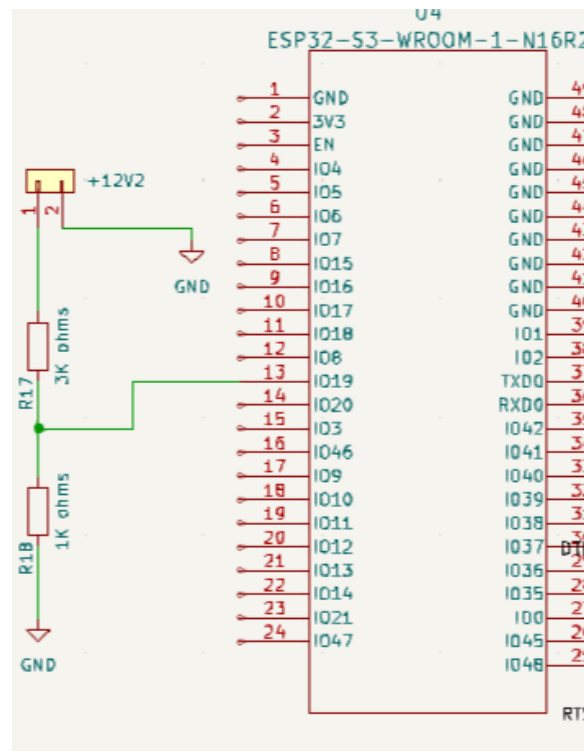 U4
ESP32-S3-WROOM-1-N16R2
+12V2
1
2
GND
3K ohms
R17
1K ohms
R18
GND
1 GND
2 3V3
3 EN
4 IO4
5 IO5
6 IO6
7 IO7
8 IO15
9 IO16
10 IO17
11 IO18
12 IO8
13 IO19
14 IO20
15 IO3
16 IO46
17 IO9
18 IO10
19 IO11
20 IO12
21 IO13
22 IO14
23 IO21
24 IO47
GND
GND
GND
GND
GND
GND
GND
GND
GND
GND
IO1
IO2
TXD0
RXD0
IO42
IO41
IO40
IO39
IO38
IO37
IO36
IO35
IO0
IO45
IO48